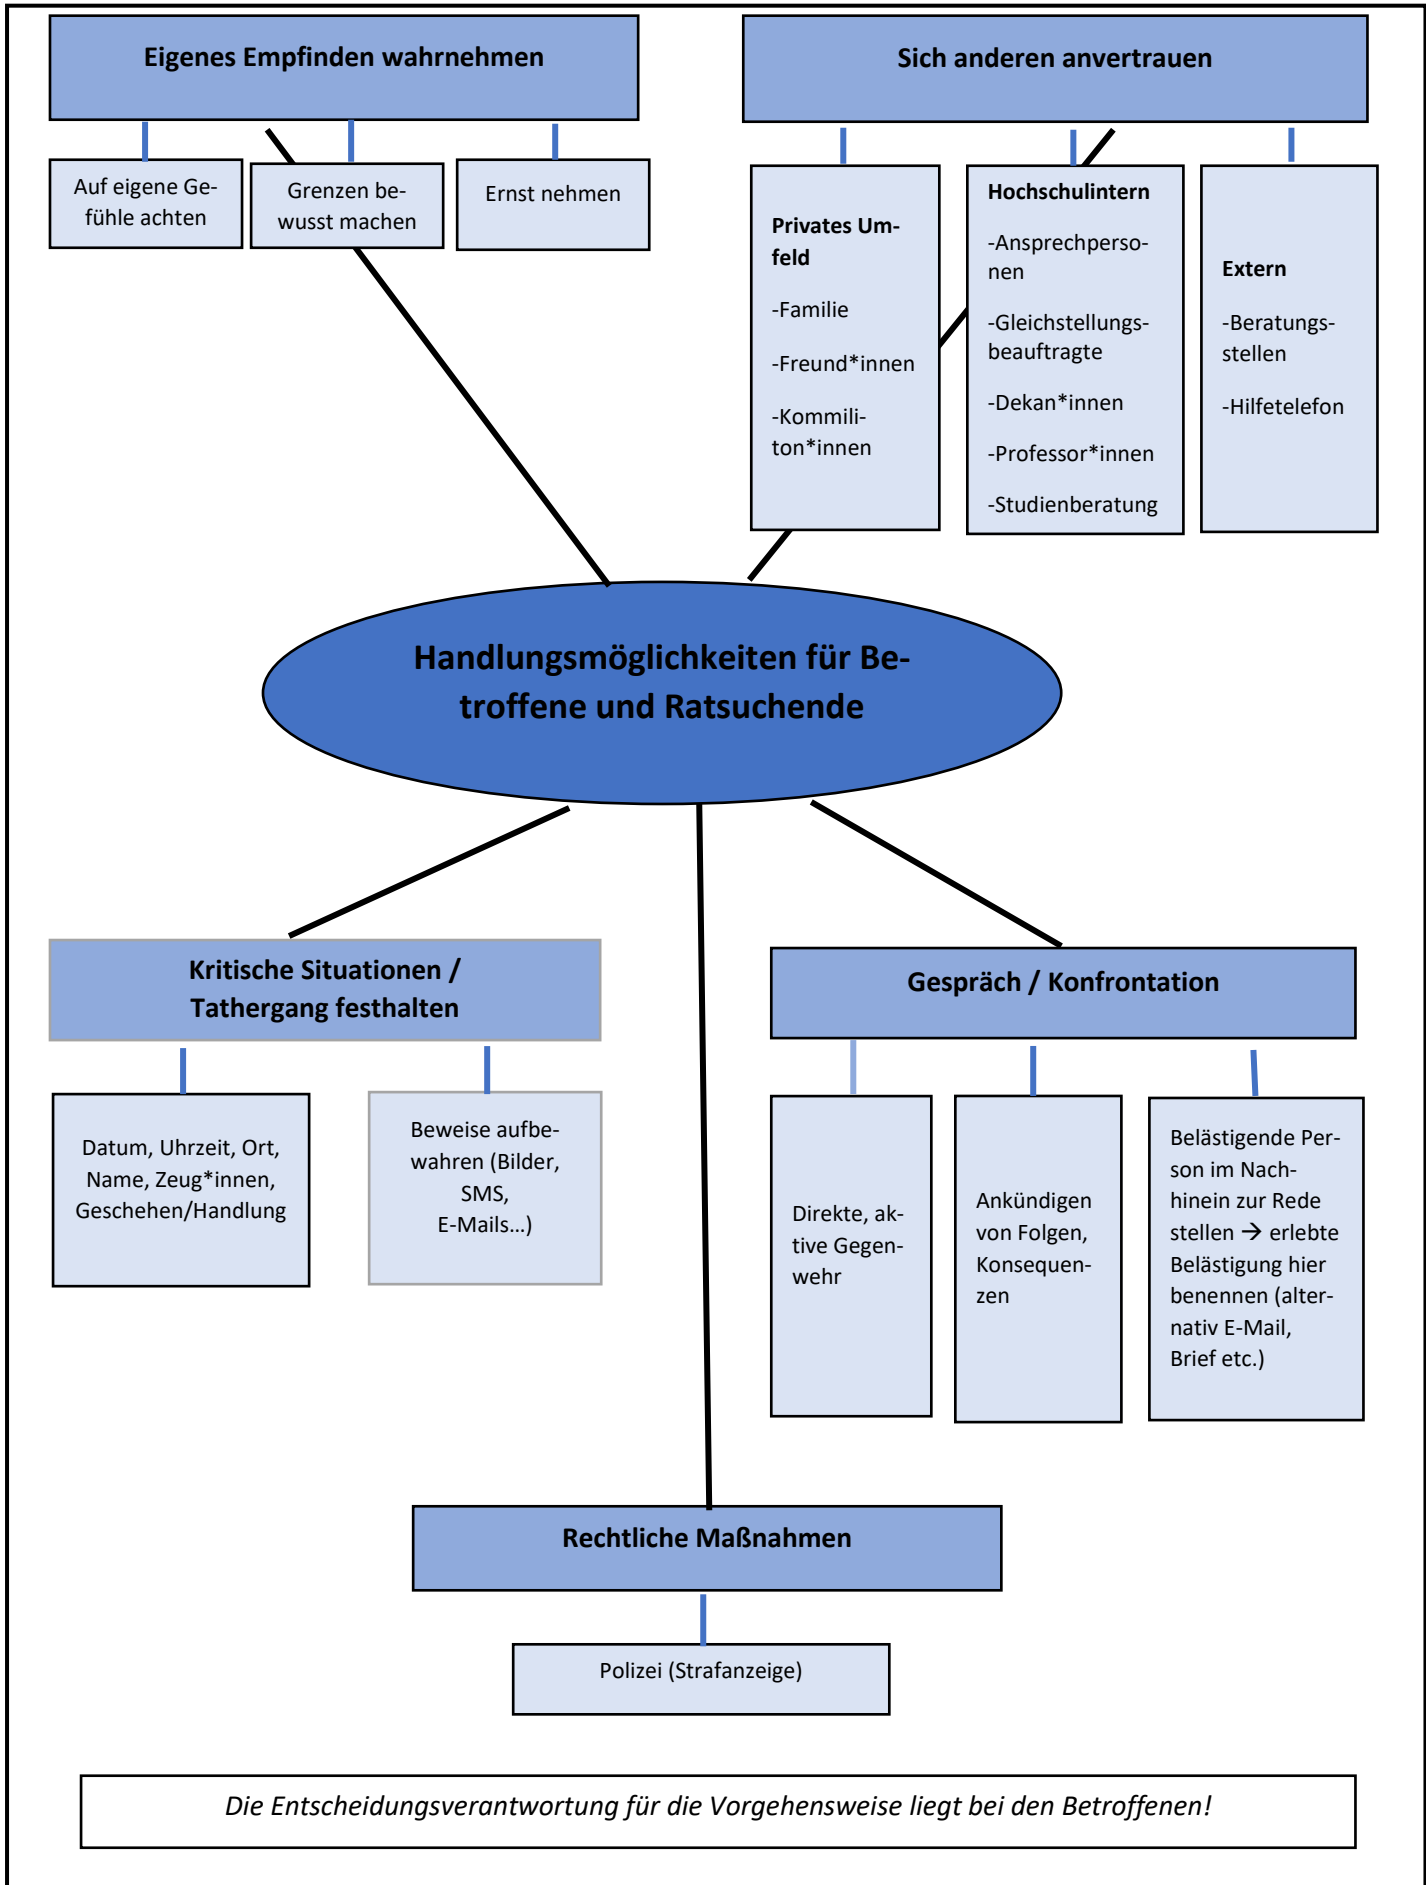 Eigenes Empfinden wahrnehmen
Auf eigene Ge-
fühle achten
Grenzen be-
wusst machen
Ernst nehmen
Sich anderen anvertrauen
Privates Um-
feld
-Familie
-Freund*innen
-Kommili-
ton*innen
Hochschulintern
-Ansprechperso-
nen
-Gleichstellungs-
beauftragte
-Dekan*innen
-Professor*innen
-Studienberatung
Extern
-Beratungs-
stellen
-Hilfetelefon
Handlungsmöglichkeiten für Be-
troffene und Ratsuchende
Kritische Situationen /
Tathergang festhalten
Datum, Uhrzeit, Ort,
Name, Zeug*innen,
Geschehen/Handlung
Beweise aufbe-
wahren (Bilder,
SMS,
E-Mails...)
Gespräch / Konfrontation
Direkte, ak-
tive Gegen-
wehr
Ankündigen
von Folgen,
Konsequen-
zen
Belästigende Per-
son im Nach-
hinein zur Rede
stellen → erlebte
Belästigung hier
benennen (alter-
nativ E-Mail,
Brief etc.)
Rechtliche Maßnahmen
Polizei (Strafanzeige)
Die Entscheidungsverantwortung für die Vorgehensweise liegt bei den Betroffenen!